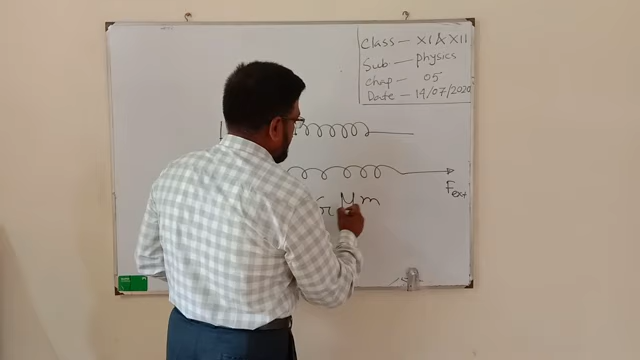 Class - XI & XII
Sub - physics
Chap - 05
Date - 14/07/2020
Fext